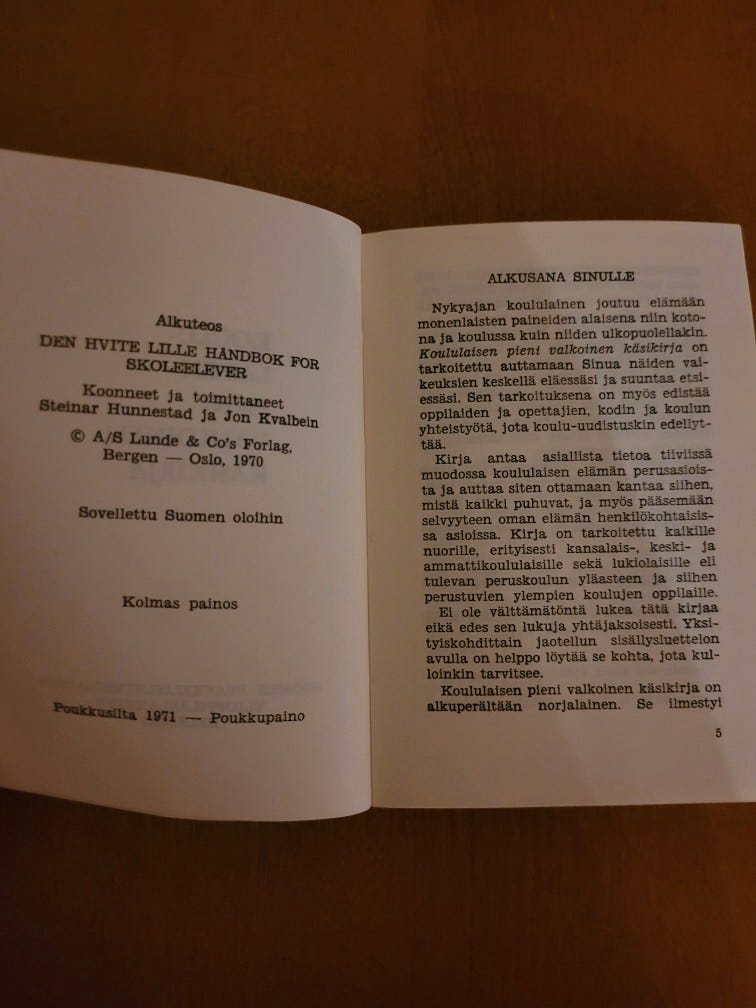 Alkuteos
DEN HVITE LILLE HANDBOK FOR
SKOLEELEVER
Koonneet ja toimittaneet
Steinar Hunnestad ja Jon Kvalbein
© A/S Lunde & Co's Forlag,
Bergen — Oslo, 1970
Sovellettu Suomen oloihin
Kolmas painos
Poukkusilta 1971 — Poukkupaino
ALKUSANA SINULLE
Nykyajan koululainen joutuu elämään
monenlaisten paineiden alaisena niin koto-
na ja koulussa kuin niiden ulkopuolellakin.
Koululaisen pieni valkoinen käsikirja on
tarkoitettu auttamaan Sinua näiden vai-
keuksien keskellä eläessäsi ja suuntaa etsi-
essäsi. Sen tarkoituksena on myös edistää
oppilaiden ja opettajien, kodin ja koulun
yhteistyötä, jota koulu-uudistuskin edellyt-
tää.
Kirja antaa asiallista tietoa tiiviissä
muodossa koululaisen elämän perusasiois-
ta ja auttaa siten ottamaan kantaa siihen,
mistä kaikki puhuvat, ja myös pääsemään
selvyyteen oman elämän henkilökohtaisis-
sa asioissa. Kirja on tarkoitettu kaikille
nuorille, erityisesti kansalais-, keski- ja
ammattikoululaisille sekä lukiolaisille eli
tulevan peruskoulun yläasteen ja siihen
perustuvien ylempien koulujen oppilaille.
Ei ole välttämätöntä lukea tätä kirjaa
eikä edes sen lukuja yhtäjaksoisesti. Yksi-
tyiskohdittain jaotellun sisällysluettelon
avulla on helppo löytää se kohta, jota kul-
loinkin tarvitsee.
Koululaisen pieni valkoinen käsikirja on
alkuperältään norjalainen. Se ilmestyi
5